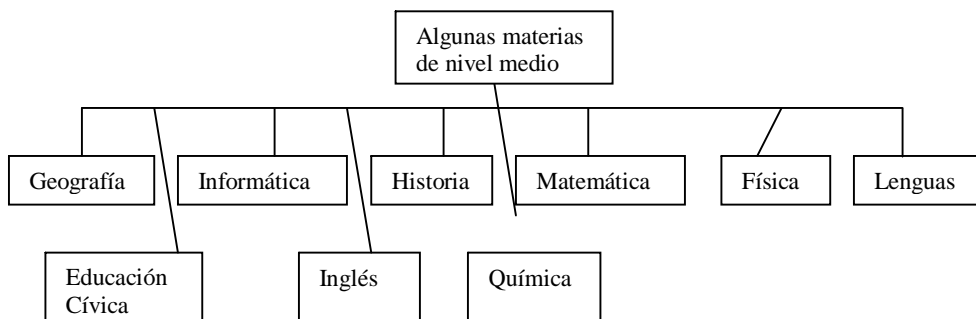 Algunas materias
de nivel medio
Geografía
Informática
Historia
Matemática
Física
Lenguas
Educación
Cívica
Inglés
Química